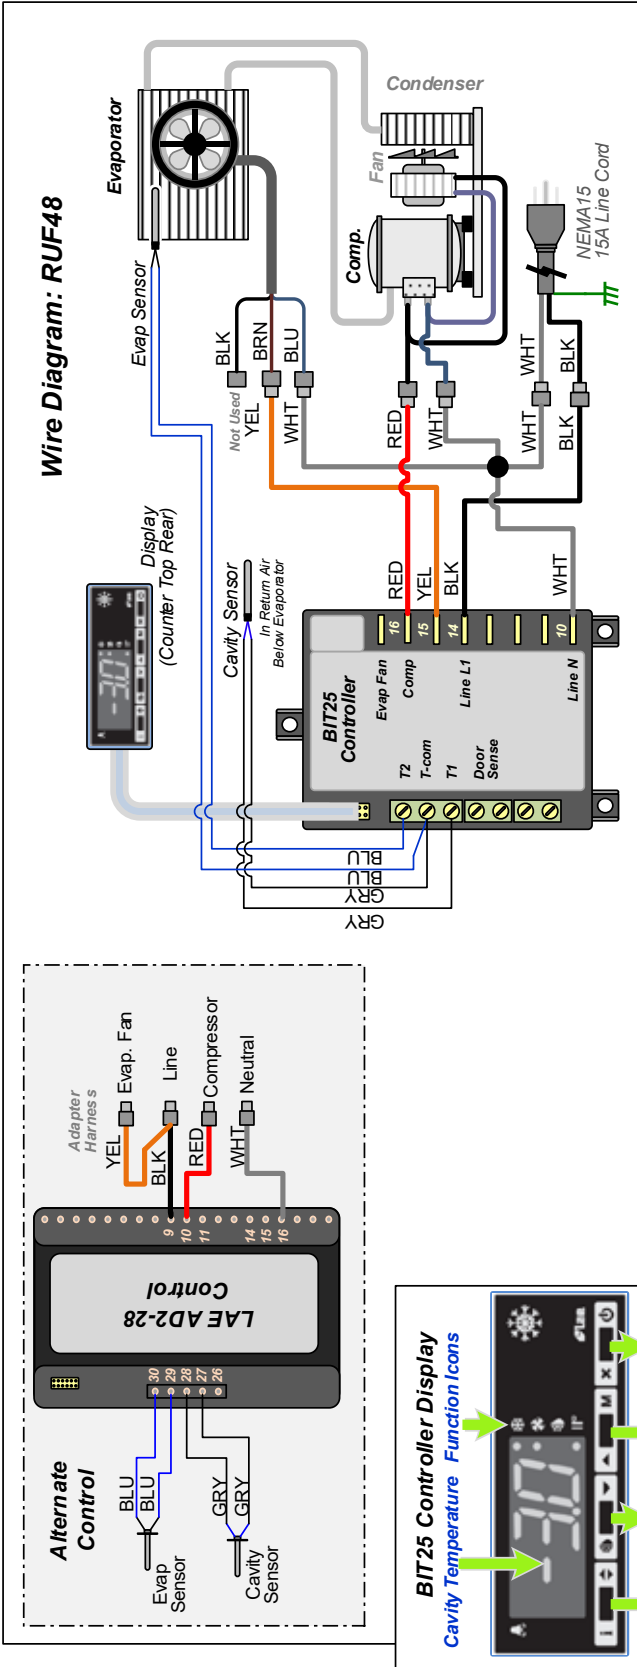 Wire Diagram: RUF48
Evaporator
Evap Sensor
Condenser
Fan
Comp.
NEMA15
15A Line Cord
BLK
BRN
BLU
Not Used
YEL
WHT
RED
WHT
WHT
WHT
BLK
BLK
Display
(Counter Top Rear)
-3.0
Cavity Sensor
In Return Air
Below Evaporator
RED
YEL
BLK
WHT
BIT25
Controller
16
15
14
10
Evap Fan
Comp
Line L1
Line N
T2
T-com
T1
Door
Sense
BLU
BLU
GRY
GRY
Alternate
Control
Adapter
Harness
Evap. Fan
Line
Compressor
Neutral
YEL
BLK
RED
WHT
9
10
11
14
15
16
LAE AD2-28
Control
30
29
28
27
26
BLU
BLU
GRY
GRY
Evap
Sensor
Cavity
Sensor
BIT25 Controller Display
Cavity Temperature
Function Icons
-3.0
i
M
X